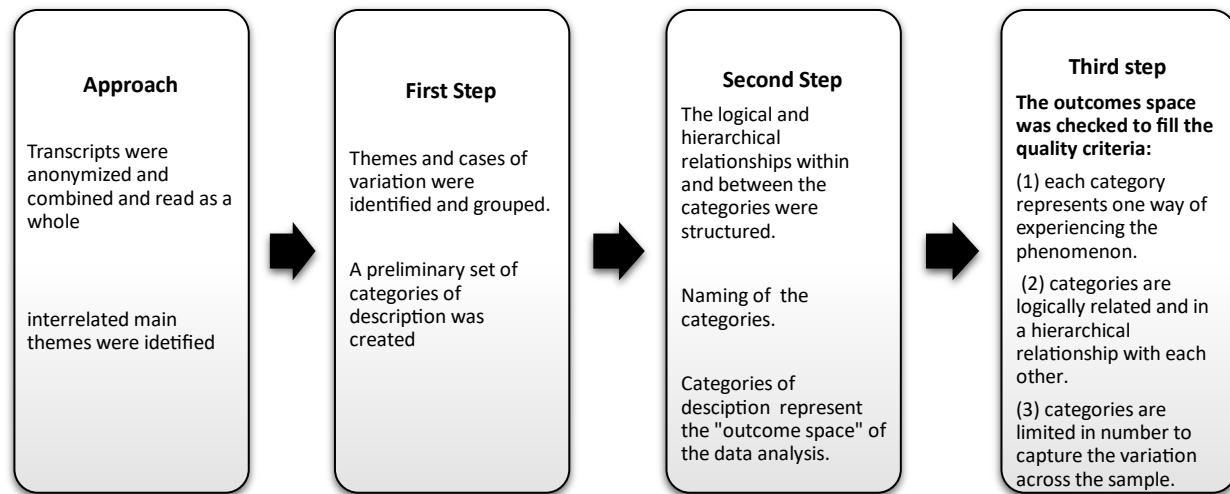 Approach
Transcripts were
anonymized and
combined and read as a
whole
interrelated main
themes were idetified
First Step
Themes and cases of
variation were
identified and grouped.
A preliminary set of
categories of
description was
created
Second Step
The logical and
hierarchical
relationships within
and between the
categories were
structured.
Naming of the
categories.
Categories of
desciption represent
the "outcome space" of
the data analysis.
Third step
The outcomes space
was checked to fill the
quality criteria:
(1) each category
represents one way of
experiencing the
phenomenon.
(2) categories are
logically related and in
a hierarchical
relationship with each
other.
(3) categories are
limited in number to
capture the variation
across the sample.